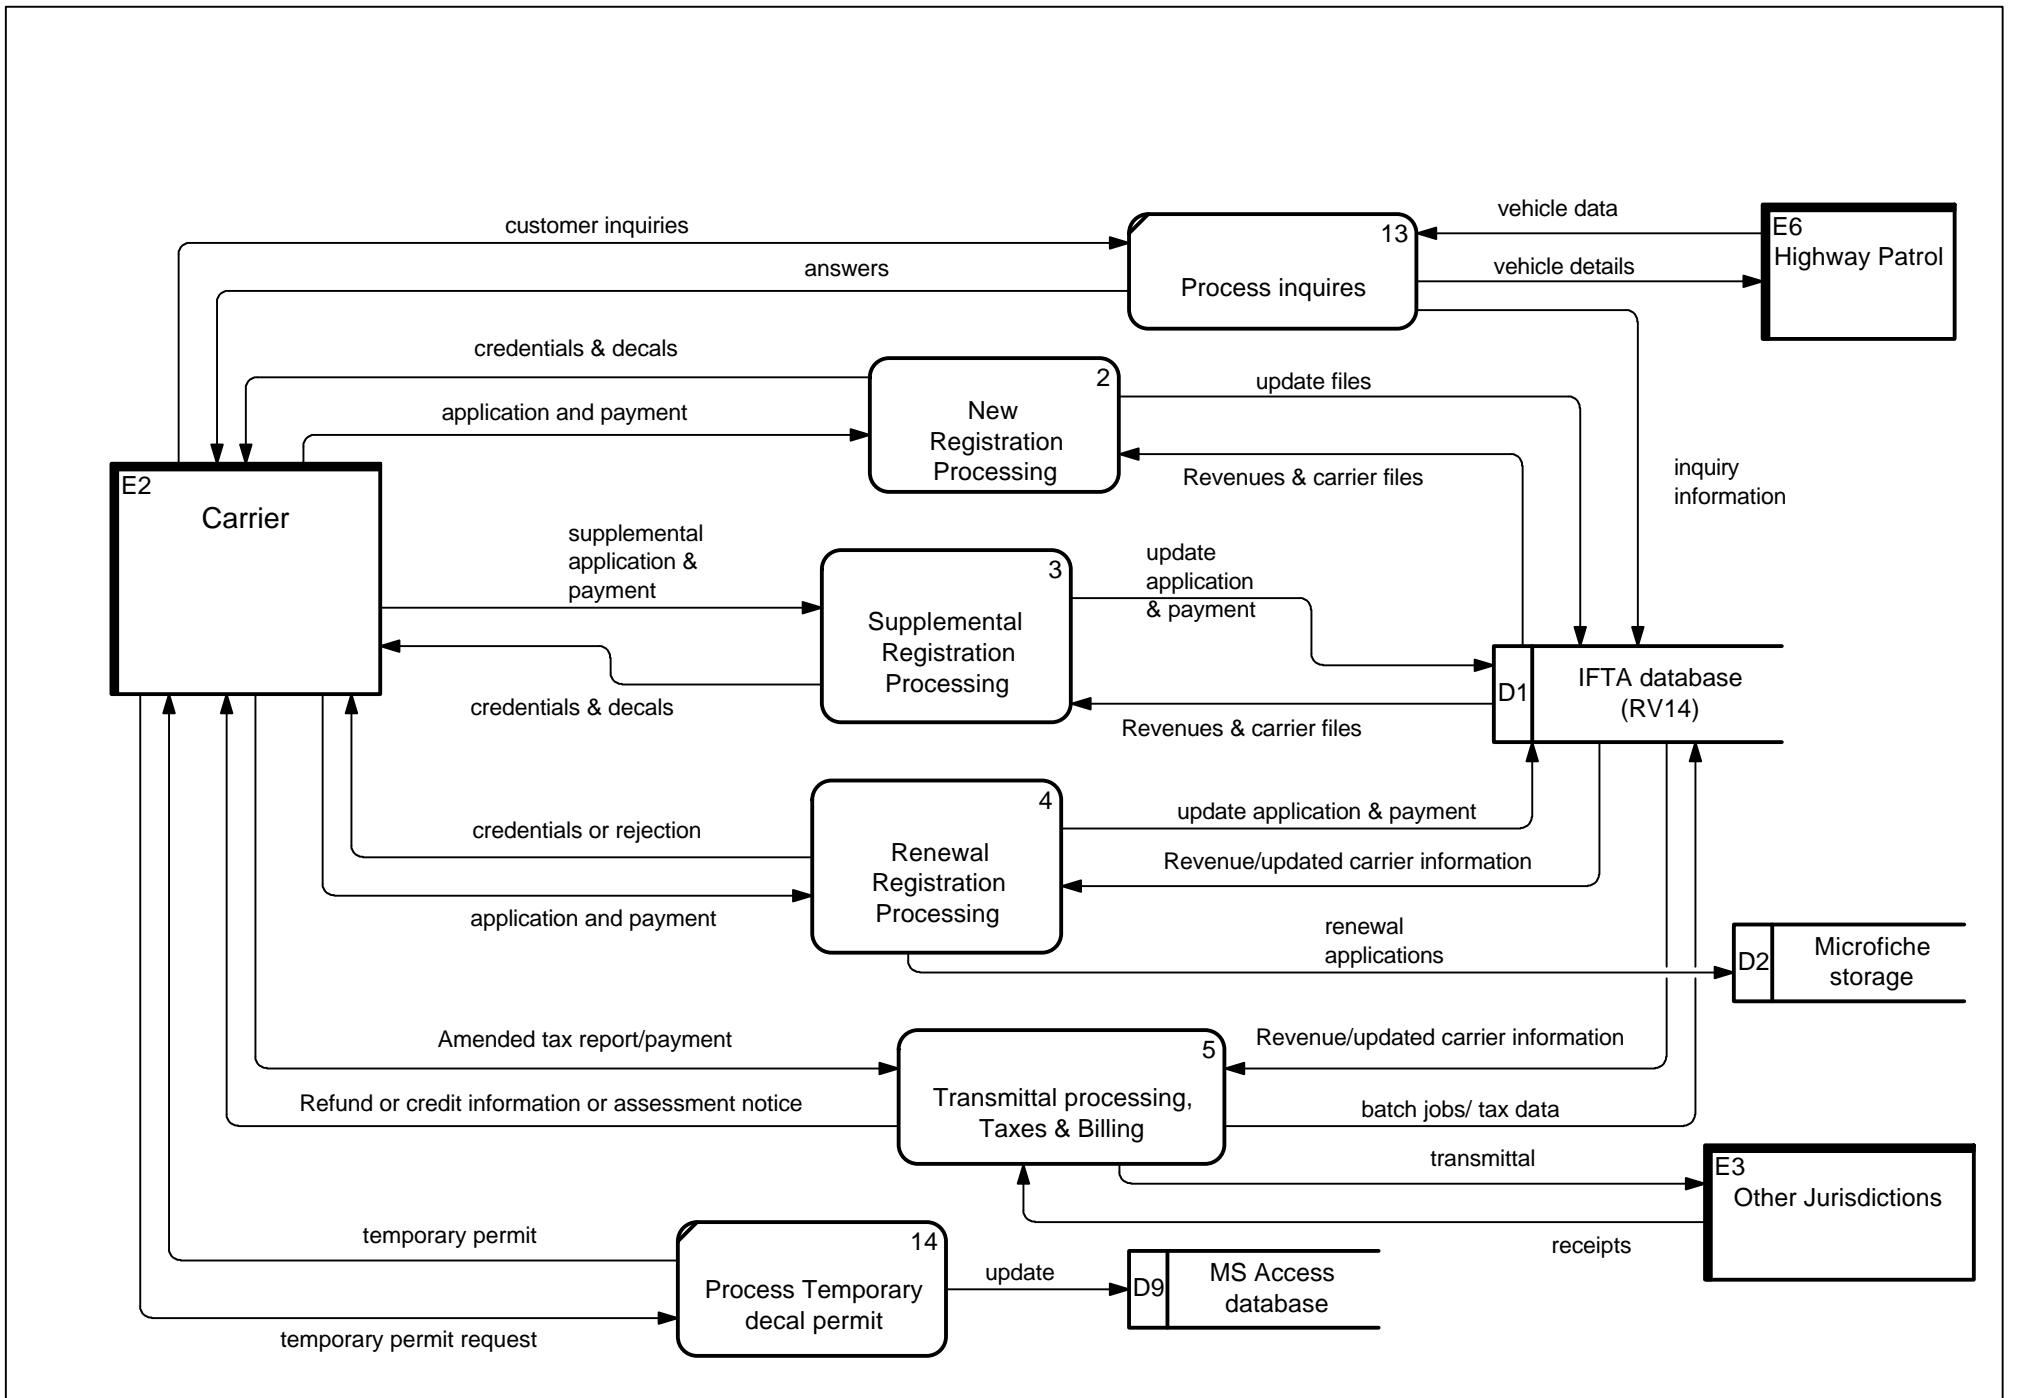 vehicle data
customer inquiries
13
E6
Highway Patrol
answers
vehicle details
Process inquires
credentials & decals
2
update files
application and payment
New
Registration
Processing
Revenues & carrier files
inquiry
information
E2
Carrier
supplemental
application &
payment
3
update
application
& payment
Supplemental
Registration
Processing
credentials & decals
D1
IFTA database
(RV14)
Revenues & carrier files
4
update application & payment
credentials or rejection
Renewal
Registration
Processing
Revenue/updated carrier information
application and payment
renewal
applications
D2
Microfiche
storage
Amended tax report/payment
5
Revenue/updated carrier information
Refund or credit information or assessment notice
Transmittal processing,
Taxes & Billing
batch jobs/ tax data
transmittal
E3
Other Jurisdictions
receipts
temporary permit
14
Process Temporary
decal permit
update
D9
MS Access
database
temporary permit request